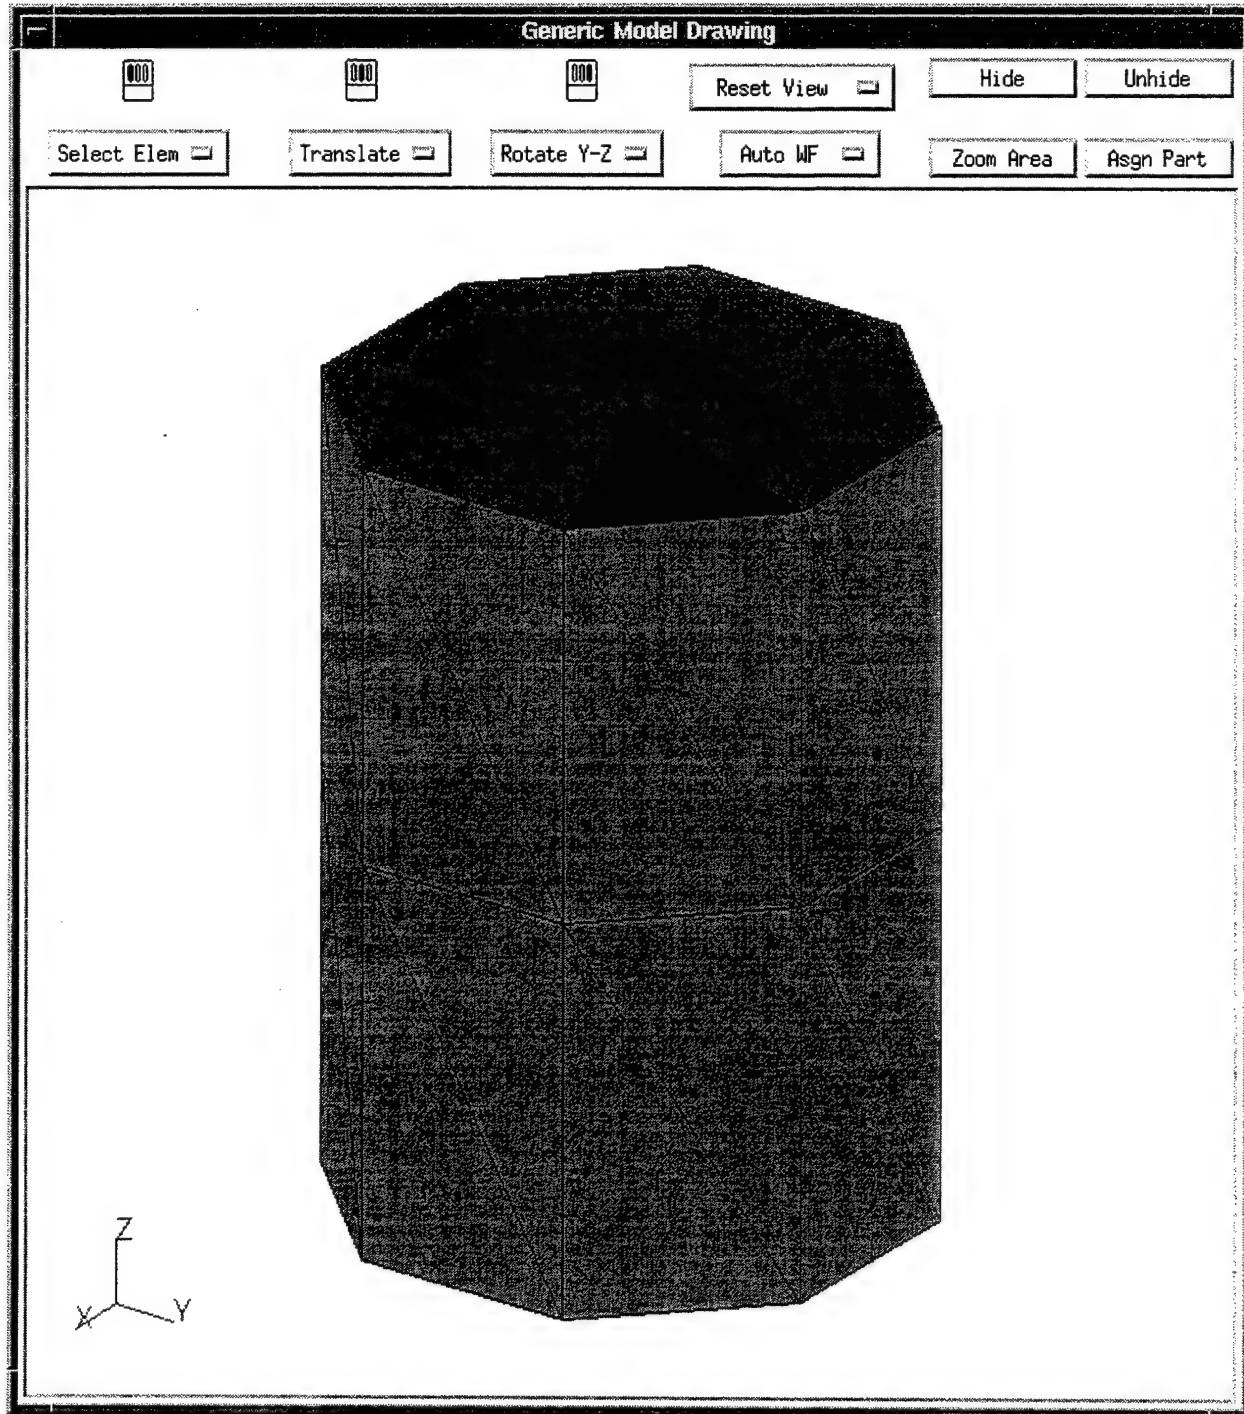 Generic Model Drawing
Reset View
Hide
Unhide
Select Elem
Translate
Rotate Y-Z
Auto WF
Zoom Area
Asgn Part
Z
X
Y